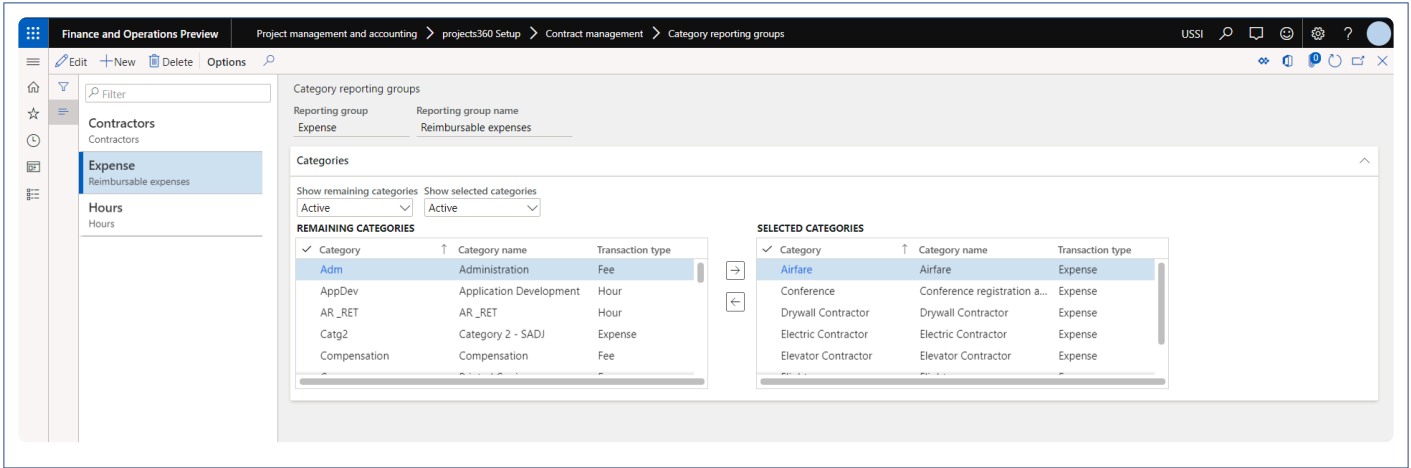 Finance and Operations Preview Project management and accounting projects360 Setup Contract management Category reporting groups USSI ?
Edit New Delete Options 0
Filter
Contractors
Contractors
Expense
Reimbursable expenses
Hours
Hours
Category reporting groups
Reporting group Reporting group name
Expense Reimbursable expenses
Categories
Show remaining categories Show selected categories
Active Active
REMAINING CATEGORIES SELECTED CATEGORIES
Category Category name Transaction type Category Category name Transaction type
Adm Administration Fee Airfare Airfare Expense
AppDev Application Development Hour Conference Conference registration a... Expense
AR _RET AR _RET Hour Drywall Contractor Drywall Contractor Expense
Catg2 Category 2 - SADJ Expense Electric Contractor Electric Contractor Expense
Compensation Compensation Fee Elevator Contractor Elevator Contractor Expense